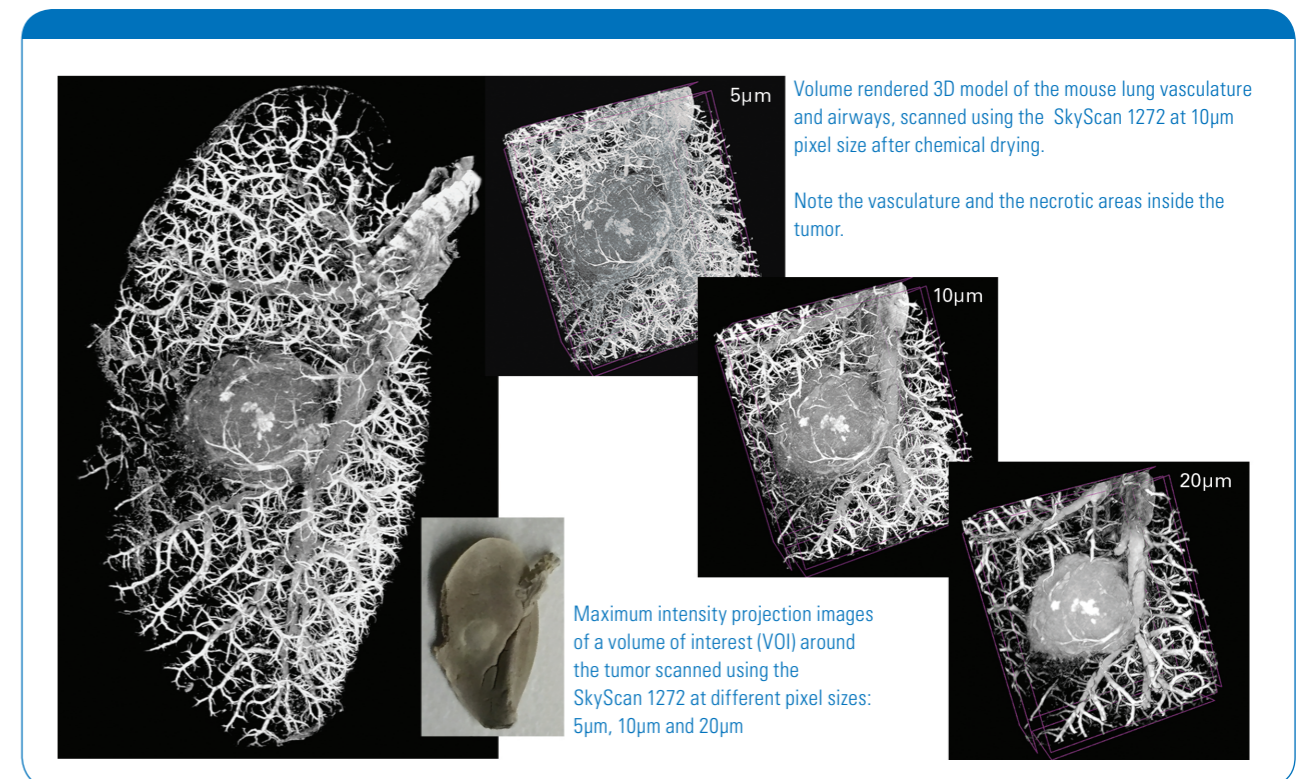 5µm
Volume rendered 3D model of the mouse lung vasculature
and airways, scanned using the SkyScan 1272 at 10µm
pixel size after chemical drying.
Note the vasculature and the necrotic areas inside the
tumor.
10µm
20µm
Maximum intensity projection images
of a volume of interest (VOI) around
the tumor scanned using the
SkyScan 1272 at different pixel sizes:
5µm, 10µm and 20µm